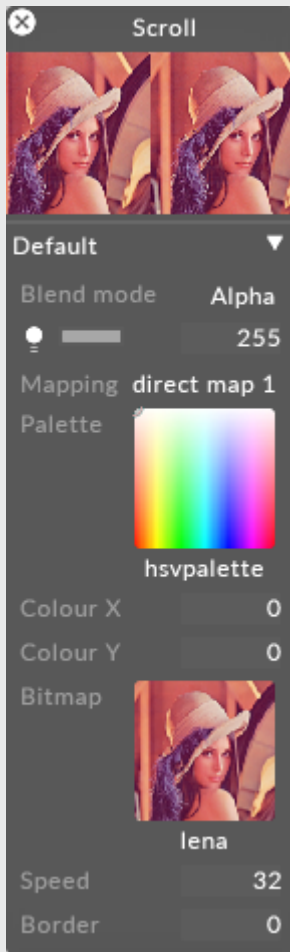 Scroll
Default
Blend mode Alpha
255
Mapping direct map 1
Palette
hsvpalette
Colour X 0
Colour Y 0
Bitmap
lena
Speed 32
Border 0